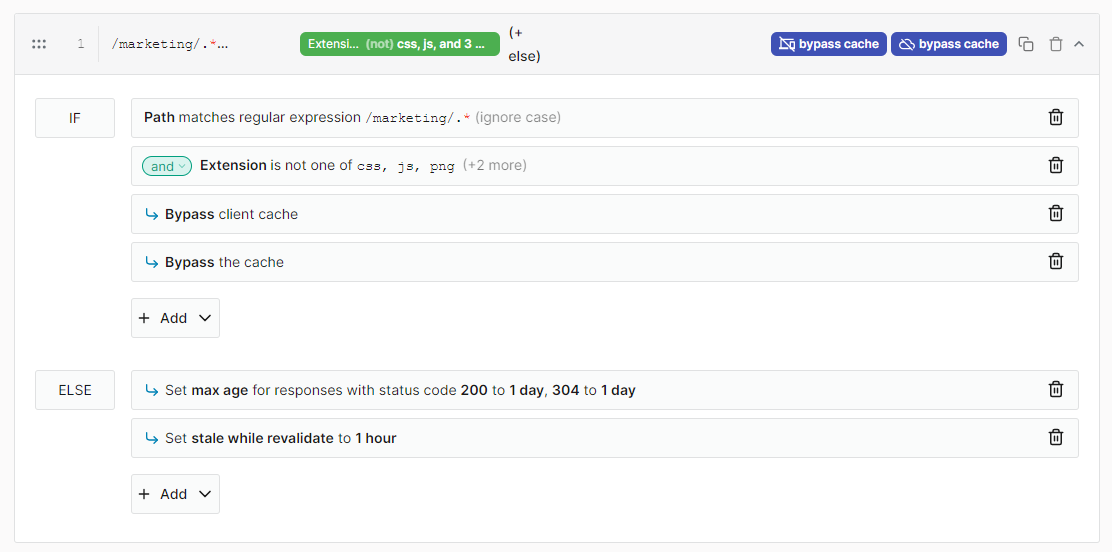 1 /marketing/.*... Extensi... (not) css, js, and 3 ... (+ else) bypass cache bypass cache
IF Path matches regular expression /marketing/.* (ignore case)
and Extension is not one of css, js, png (+2 more)
Bypass client cache
Bypass the cache
+ Add
ELSE Set max age for responses with status code 200 to 1 day, 304 to 1 day
Set stale while revalidate to 1 hour
+ Add